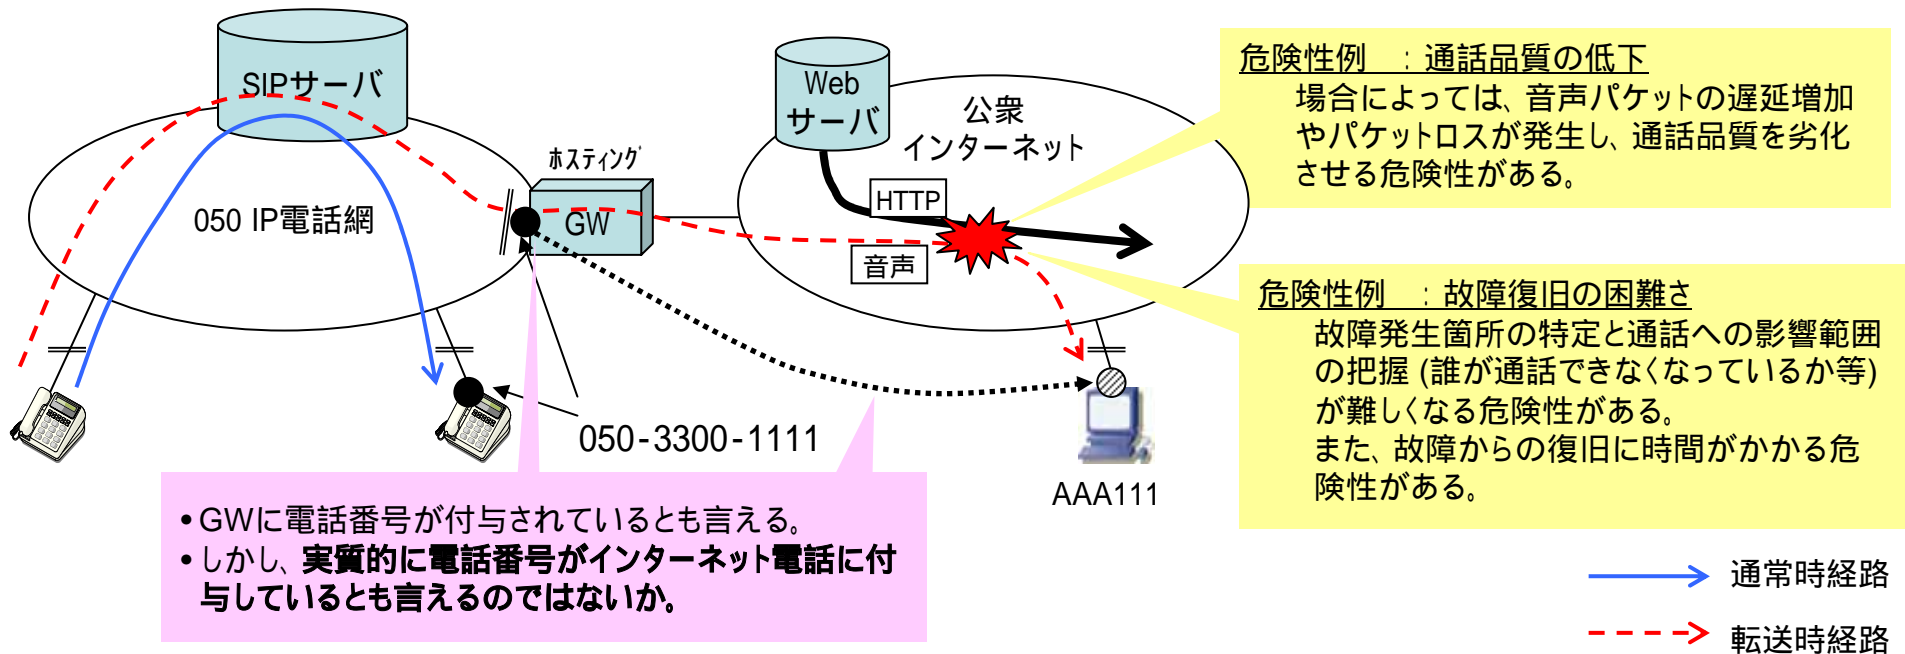 SIPサーバ
050 IP電話網
ﾎｽﾃｨﾝｸﾞ
GW
Web
サーバ
公衆
インターネット
HTTP
音声
050-3300-1111
AAA111
危険性例　：通話品質の低下
場合によっては、音声パケットの遅延増加
やパケットロスが発生し、通話品質を劣化
させる危険性がある。
危険性例　：故障復旧の困難さ
故障発生箇所の特定と通話への影響範囲
の把握 (誰が通話できなくなっているか等)
が難しくなる危険性がある。
また、故障からの復旧に時間がかかる危
険性がある。
•GWに電話番号が付与されているとも言える。
•しかし、実質的に電話番号がインターネット電話に付
与しているとも言えるのではないか。
通常時経路
転送時経路